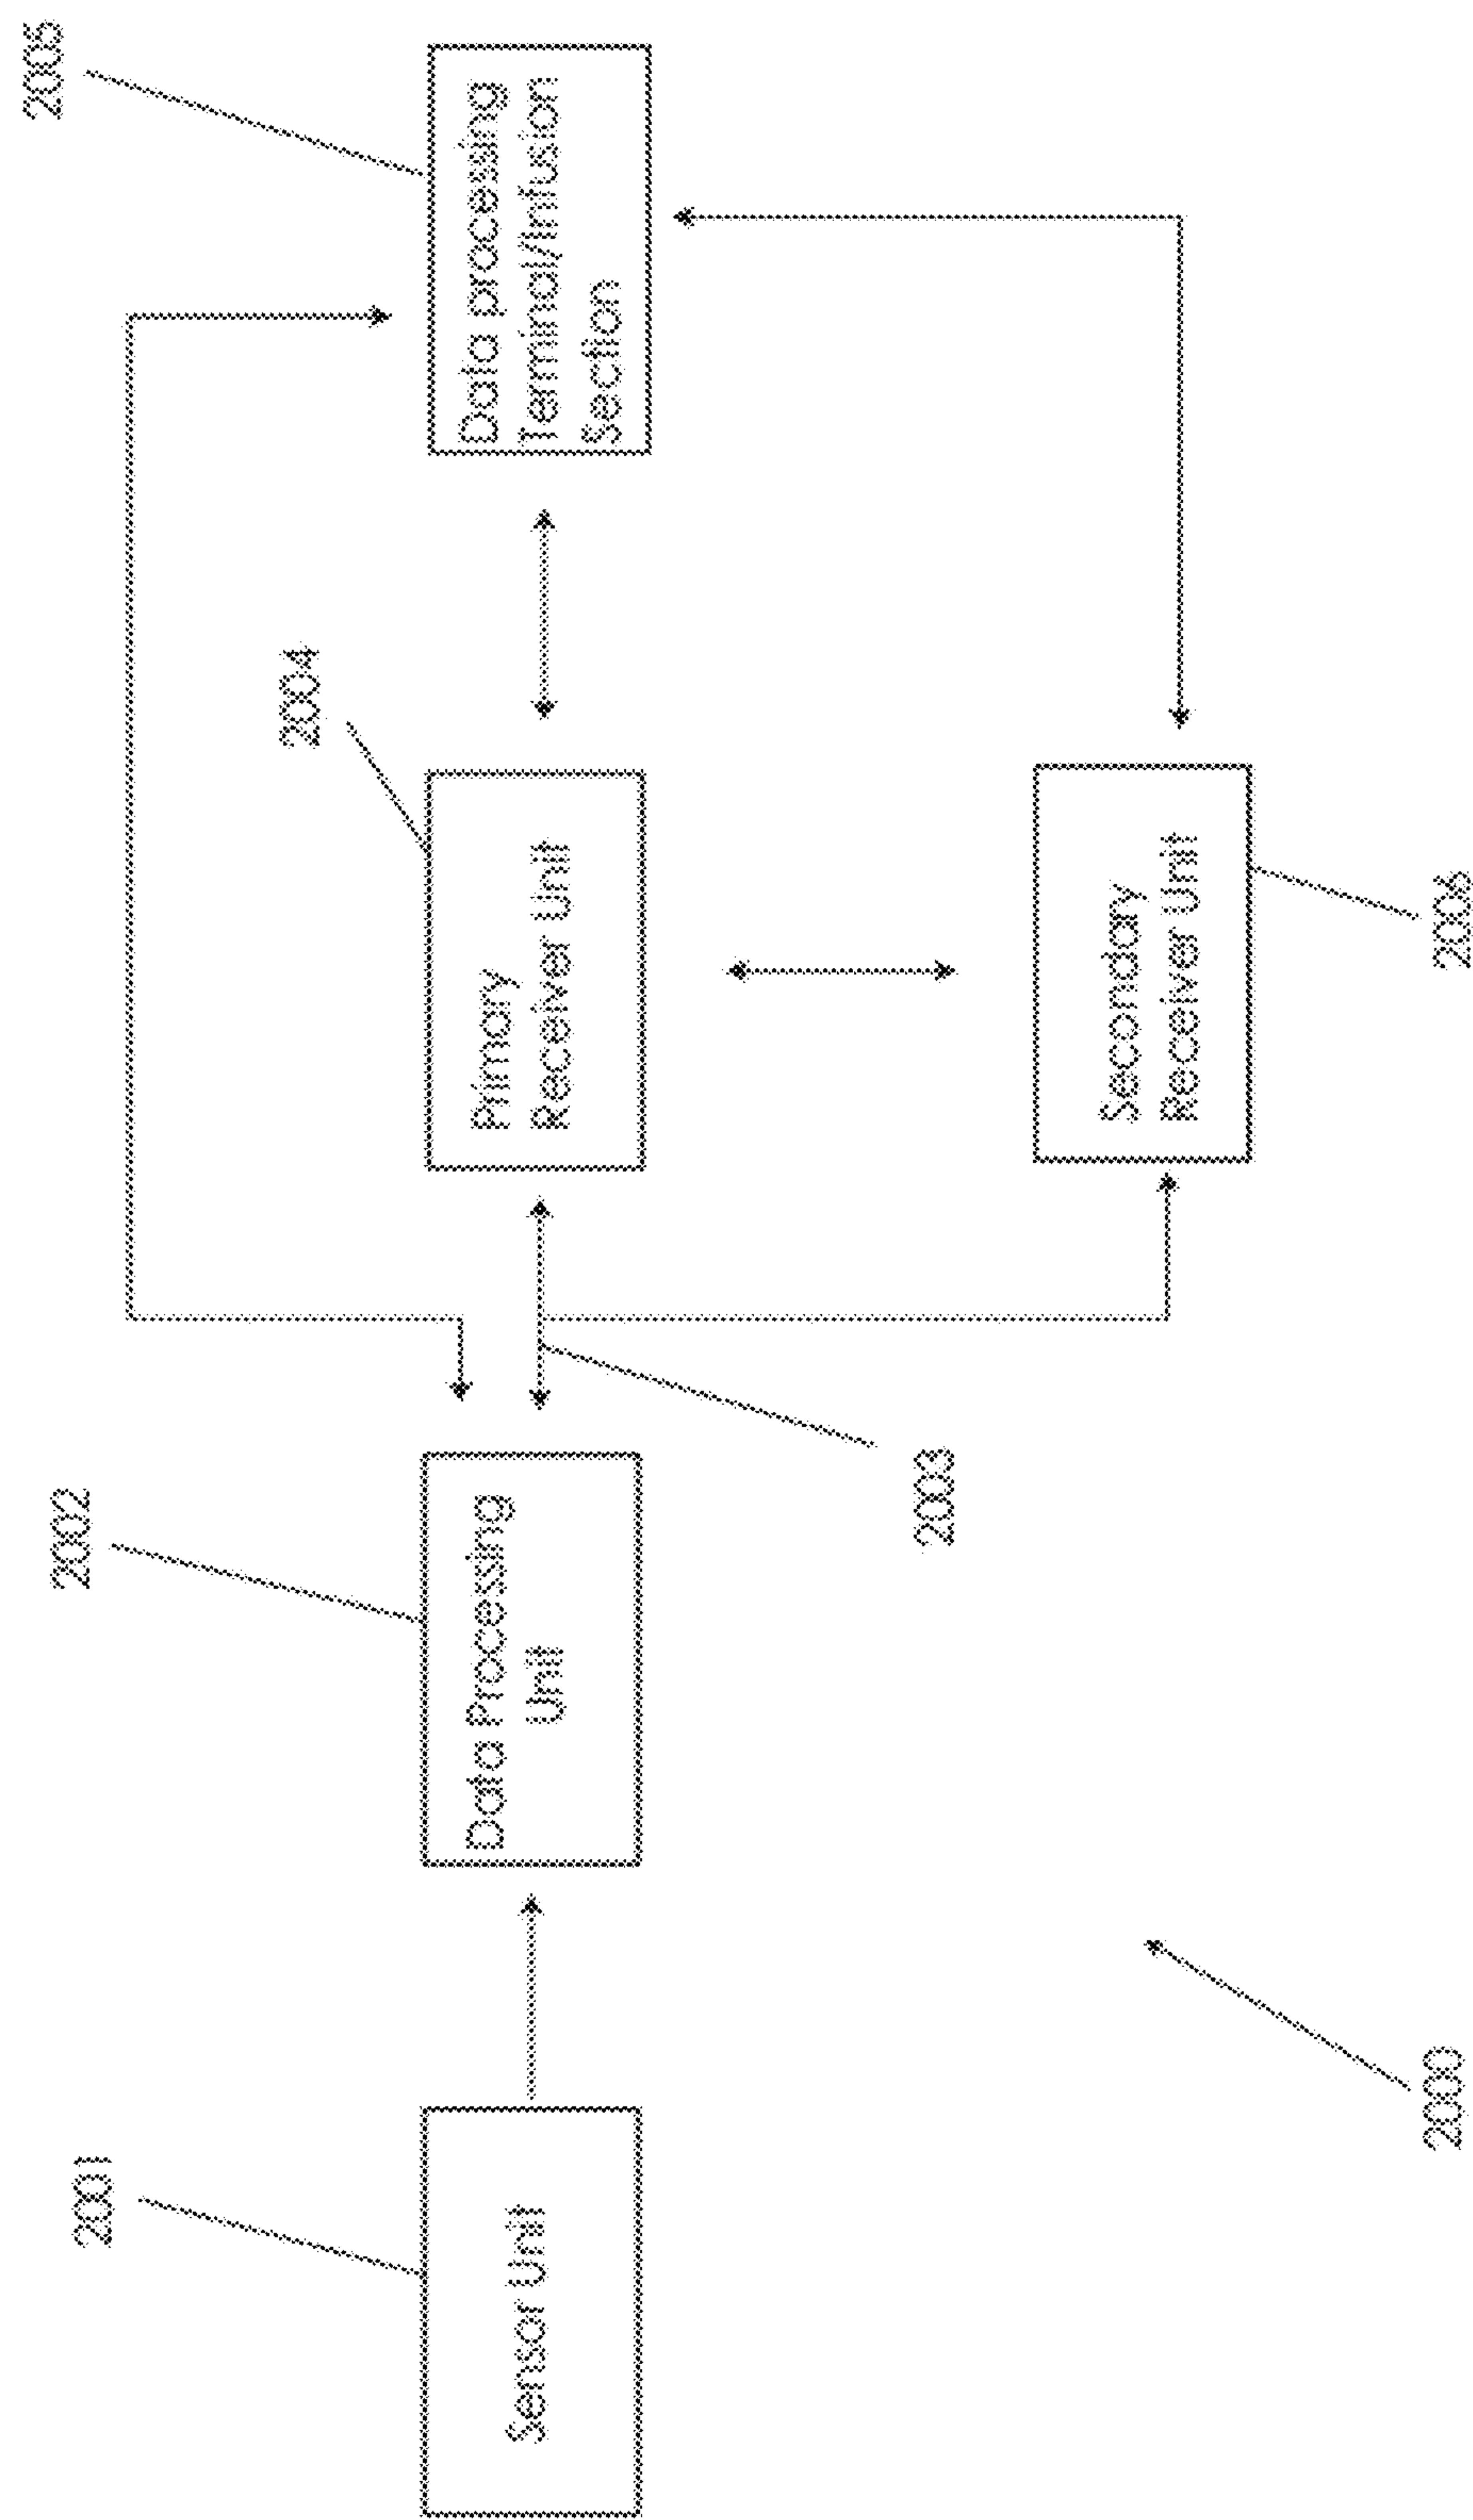 2001
Sensor Unit
2002
Data Processing
Unit
2003
2004
Primary
Receiver Unit
2005
Data processing
Terminal/Infusion
Section
Secondary
Receiver Unit
2006
2000